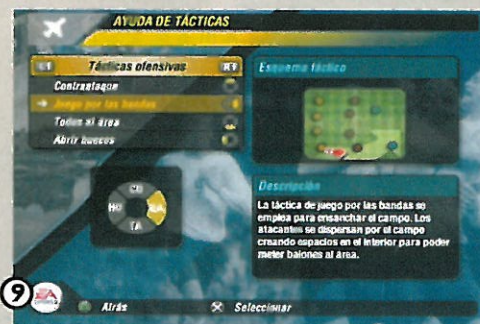 AYUDA DE TÁCTICAS
L1 Tácticas ofensivas R1
Contraataque
Juego por las bandas
Todos al área
Abrir huecos
Esquema táctico
Descripción
La táctica de juego por las bandas se
emplea para ensanchar el campo. Los
atacantes se dispersan por el campo
creando espacios en el interior para poder
meter balones al área.
9
EA
Atrás
Seleccionar